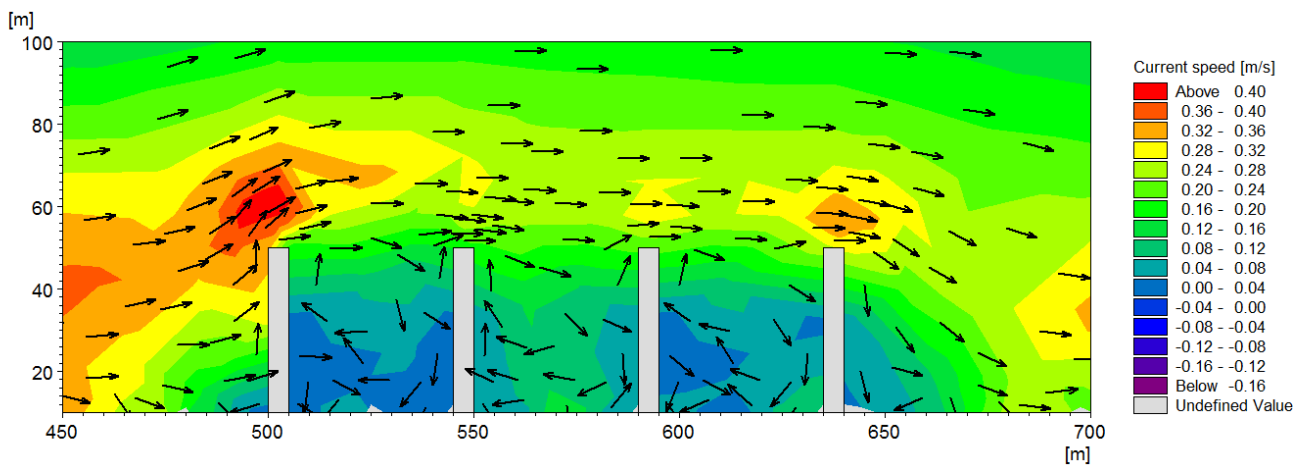 [m]
100
80
60
40
20
450 500 550 600 650 700
[m]
Current speed [m/s]
Above 0.40
0.36 - 0.40
0.32 - 0.36
0.28 - 0.32
0.24 - 0.28
0.20 - 0.24
0.16 - 0.20
0.12 - 0.16
0.08 - 0.12
0.04 - 0.08
0.00 - 0.04
-0.04 - 0.00
-0.08 - -0.04
-0.12 - -0.08
-0.16 - -0.12
Below -0.16
Undefined Value